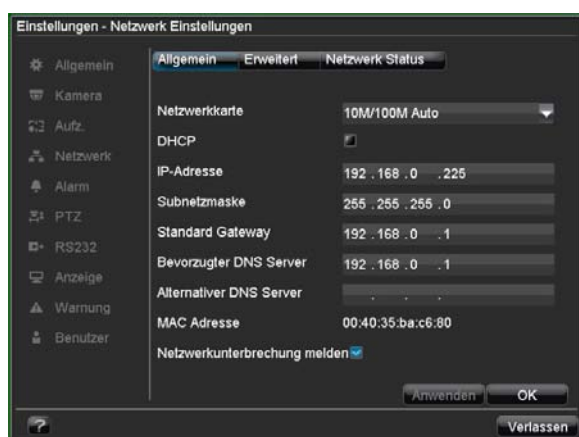 Einstellungen - Netzwerk Einstellungen
Allgemein
Kamera
Aufz.
Netzwerk
Alarm
PTZ
RS232
Anzeige
Warnung
Benutzer
Allgemein Erweitert Netzwerk Status
Netzwerkkarte 10M/100M Auto
DHCP
IP-Adresse 192 . 168 . 0 . 225
Subnetzmaske 255 . 255 . 255 . 0
Standard Gateway 192 . 168 . 0 . 1
Bevorzugter DNS Server 192 . 168 . 0 . 1
Alternativer DNS Server . . .
MAC Adresse 00:40:35:ba:c6:80
Netzwerkunterbrechung melden
Anwenden OK
? Verlassen